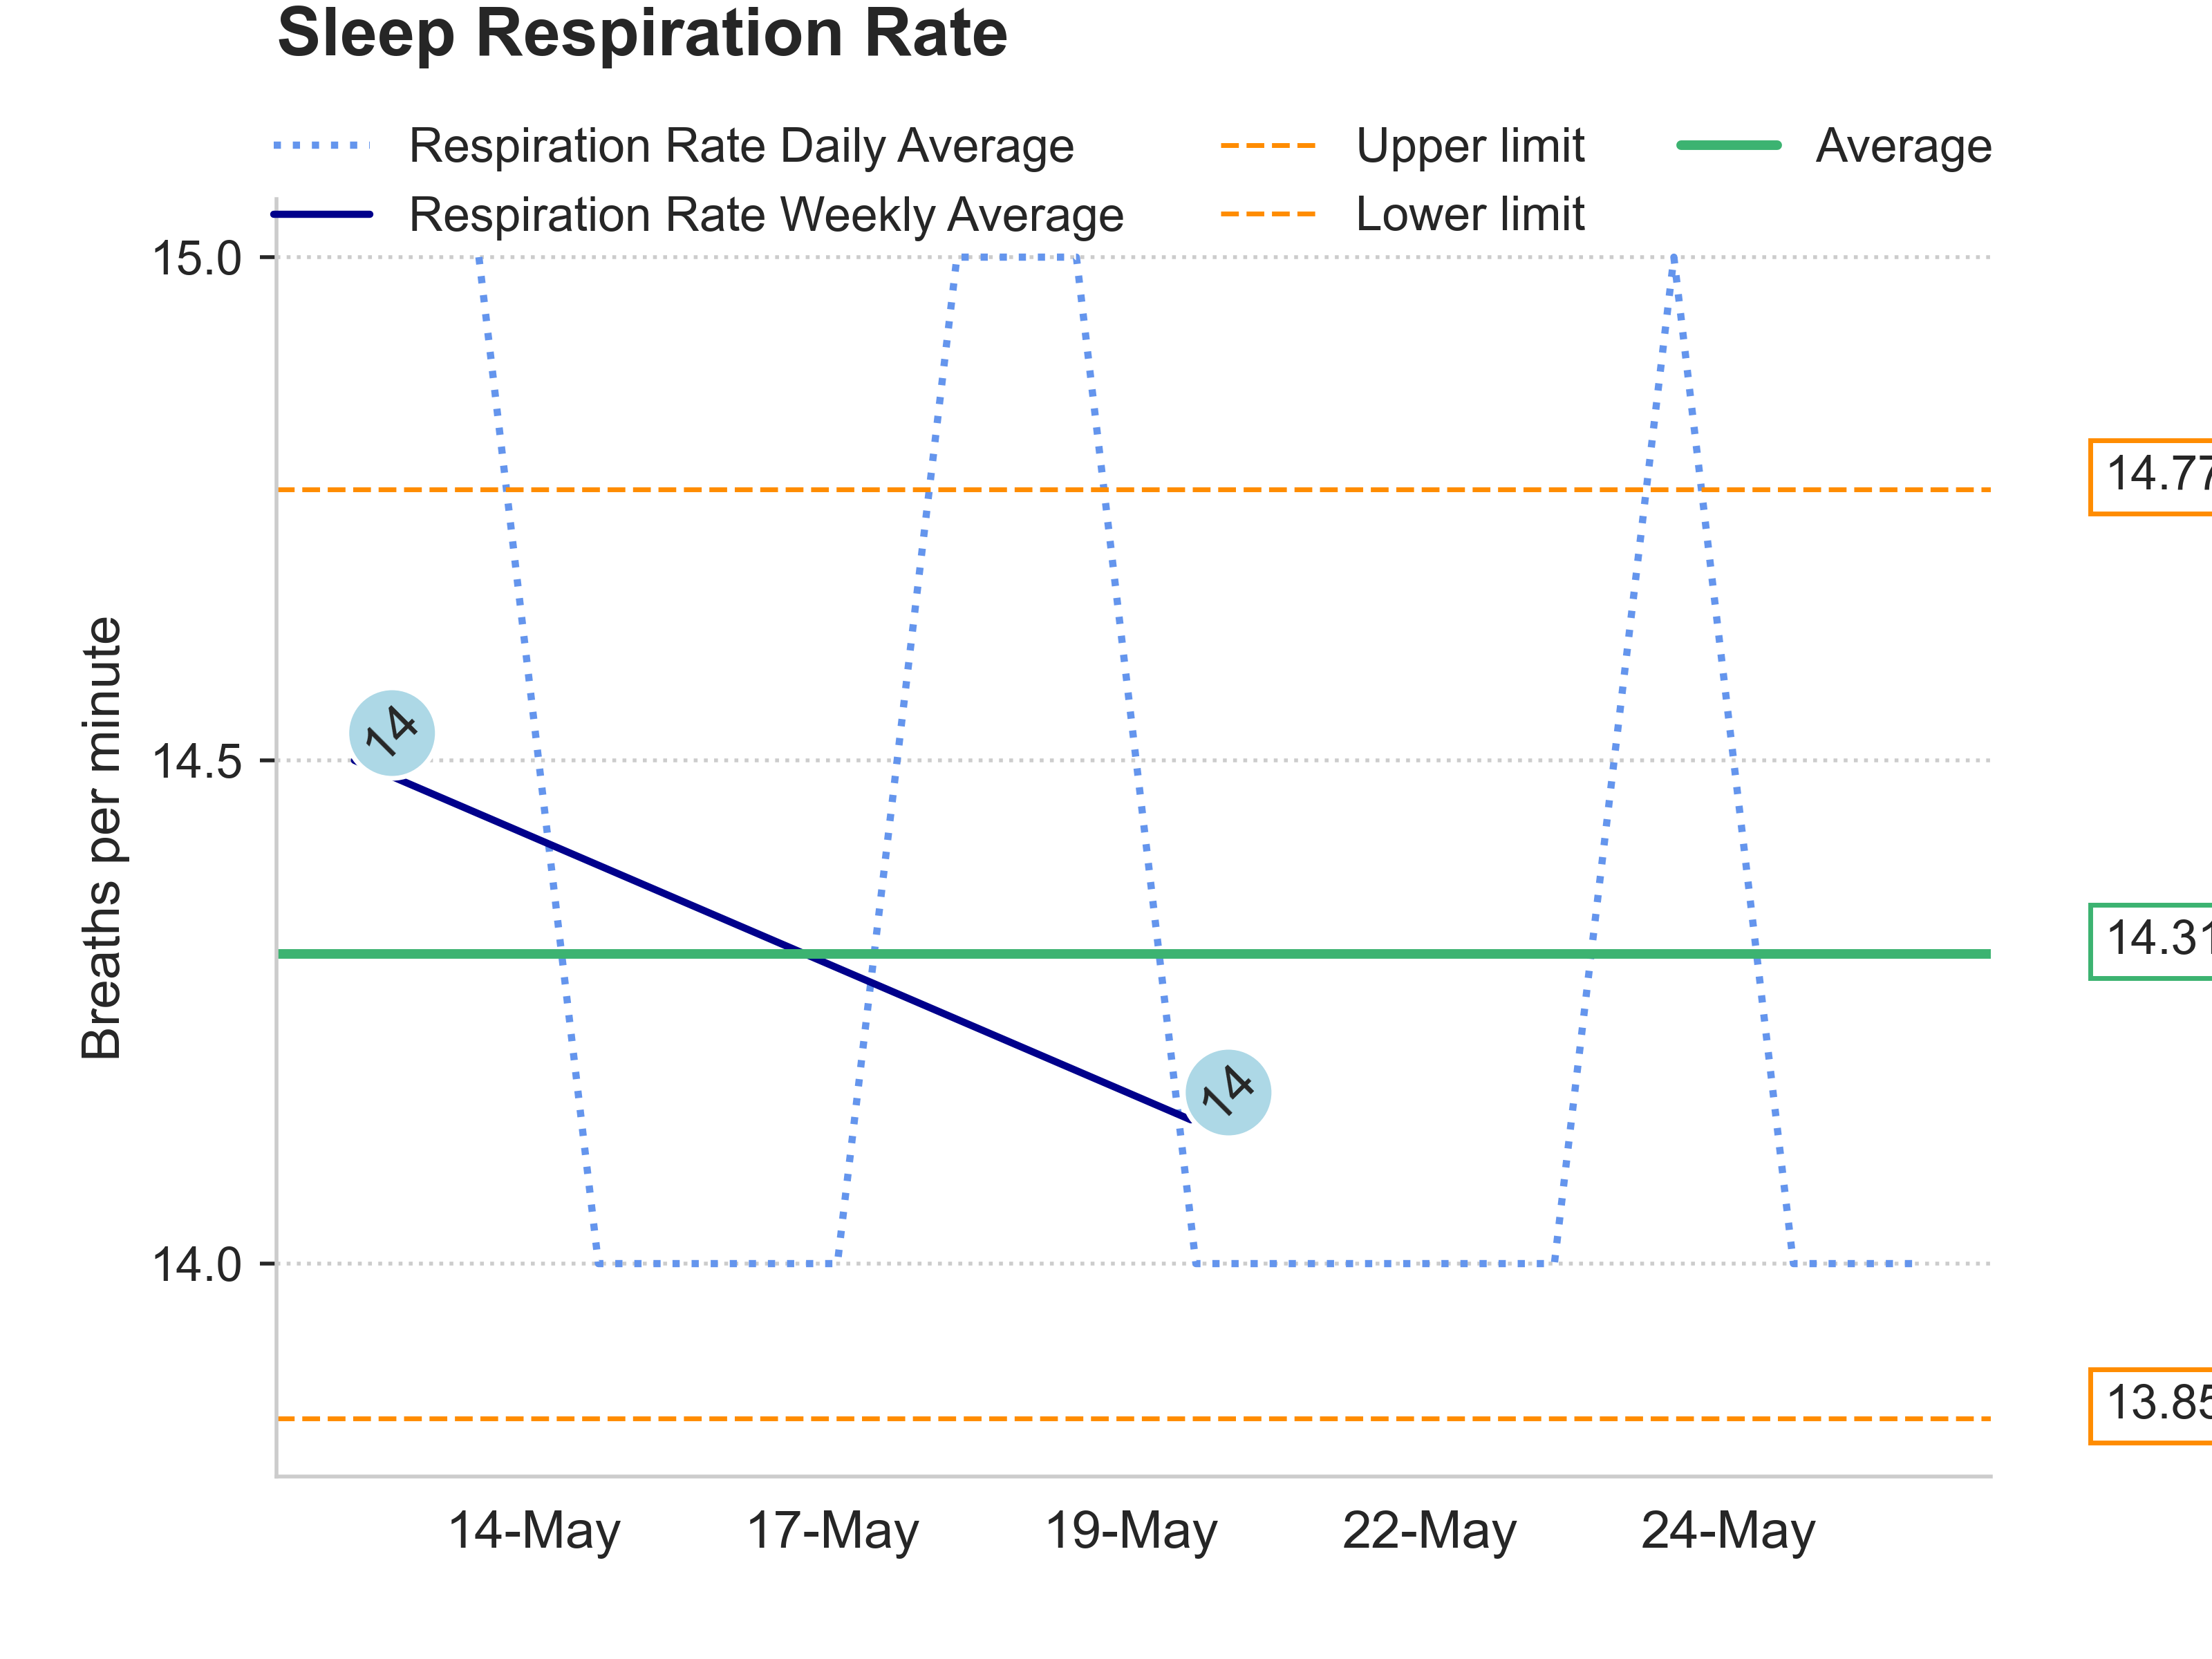 Sleep Respiration Rate
Respiration Rate Daily Average
Respiration Rate Weekly Average
Upper limit
Lower limit
Average
Breaths per minute
15.0
14.5
14.0
14
14
14.77
14.31
13.85
14-May
17-May
19-May
22-May
24-May